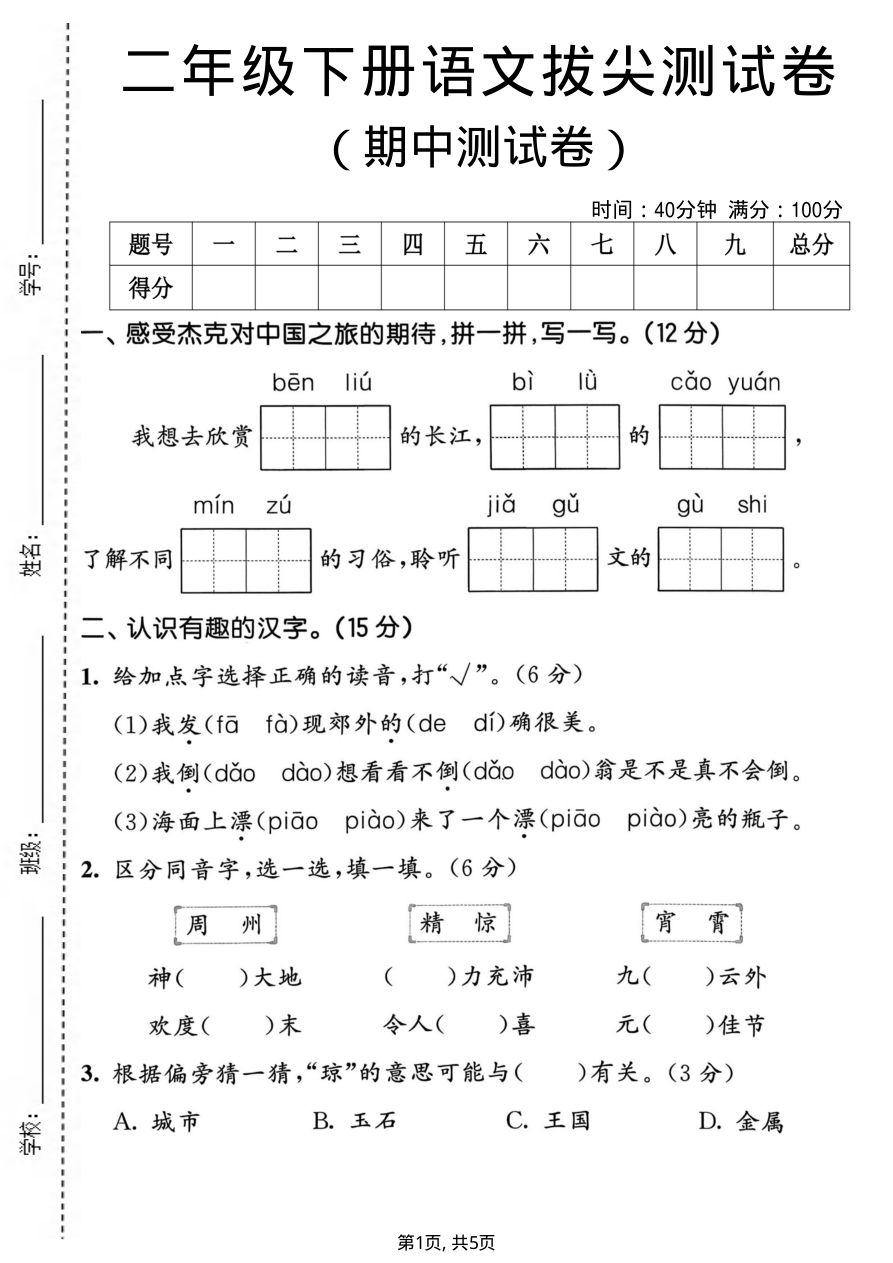 二年级下册语文拔尖测试卷
（期中测试卷）
时间：40分钟 满分：100分
题号 一 二 三 四 五 六 七 八 九 总分
得分
一、感受杰克对中国之旅的期待,拼一拼,写一写。(12 分)
bēn liú bì lǜ cǎo yuán
我想去欣赏 的长江, 的 ,
mín zú jiǎ gǔ gù shi
了解不同 的习俗,聆听 文的 。
二、认识有趣的汉字。(15 分)
1. 给加点字选择正确的读音,打“√”。(6 分)
(1)我发(fā fà)现郊外的(de dí)确很美。
(2)我倒(dǎo dào)想看看不倒(dǎo dào)翁是不是真不会倒。
(3)海面上漂(piāo piào)来了一个漂(piāo piào)亮的瓶子。
2. 区分同音字,选一选,填一填。(6 分)
周 州 精 惊 宵 霄
神( )大地 ( )力充沛 九( )云外
欢度( )末 令人( )喜 元( )佳节
3. 根据偏旁猜一猜,“琼”的意思可能与( )有关。(3 分)
A. 城市 B. 玉石 C. 王国 D. 金属
学号:
姓名:
班级:
学校:
第1页, 共5页